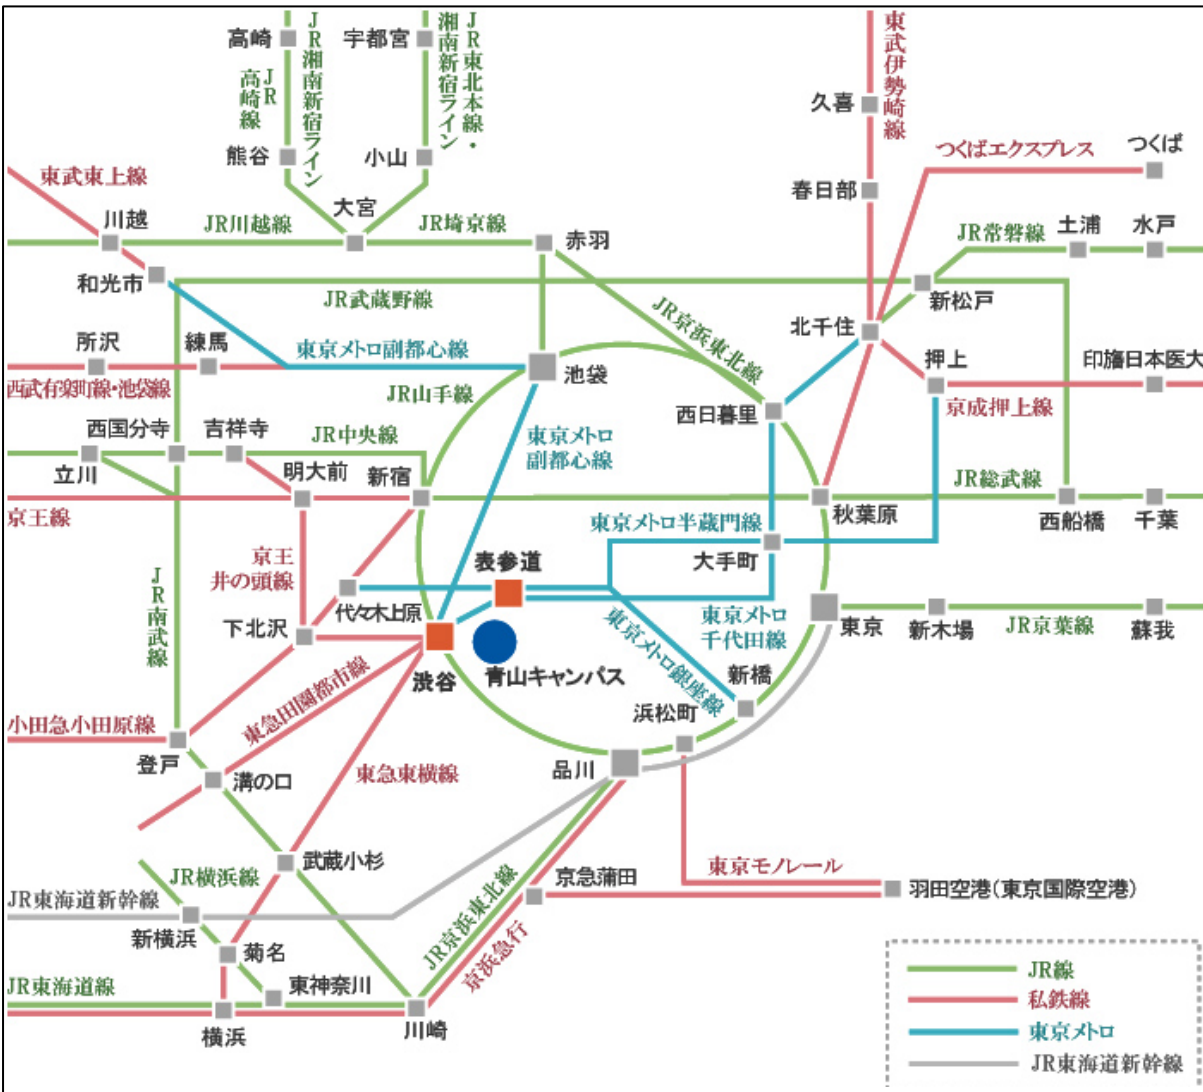 高崎
JR高崎線
JR湘南新宿ライン
宇都宮
JR東北本線・
湘南新宿ライン
東武伊勢崎線
久喜
熊谷
小山
つくばエクスプレス
つくば
東武東上線
春日部
川越
JR川越線
大宮
JR埼京線
赤羽
JR常磐線
土浦
水戸
和光市
JR武蔵野線
新松戸
JR京浜東北線
北千住
所沢
練馬
東京メトロ副都心線
池袋
押上
印旛日本医大
西武有楽町線・池袋線
JR山手線
西日暮里
京成押上線
西国分寺
吉祥寺
JR中央線
東京メトロ
副都心線
立川
明大前
新宿
JR総武線
京王線
秋葉原
西船橋
千葉
東京メトロ半蔵門線
大手町
京王
井の頭線
表参道
JR南武線
代々木上原
東京メトロ
千代田線
下北沢
東京
新木場
JR京葉線
蘇我
渋谷
青山キャンパス
東京メトロ銀座線
新橋
小田急小田原線
東急田園都市線
浜松町
登戸
溝の口
東急東横線
品川
武蔵小杉
JR横浜線
東京モノレール
京急蒲田
羽田空港(東京国際空港)
JR東海道新幹線
新横浜
菊名
JR京浜東北線
京浜急行
JR東海道線
東神奈川
横浜
川崎
JR線
私鉄線
東京メトロ
JR東海道新幹線